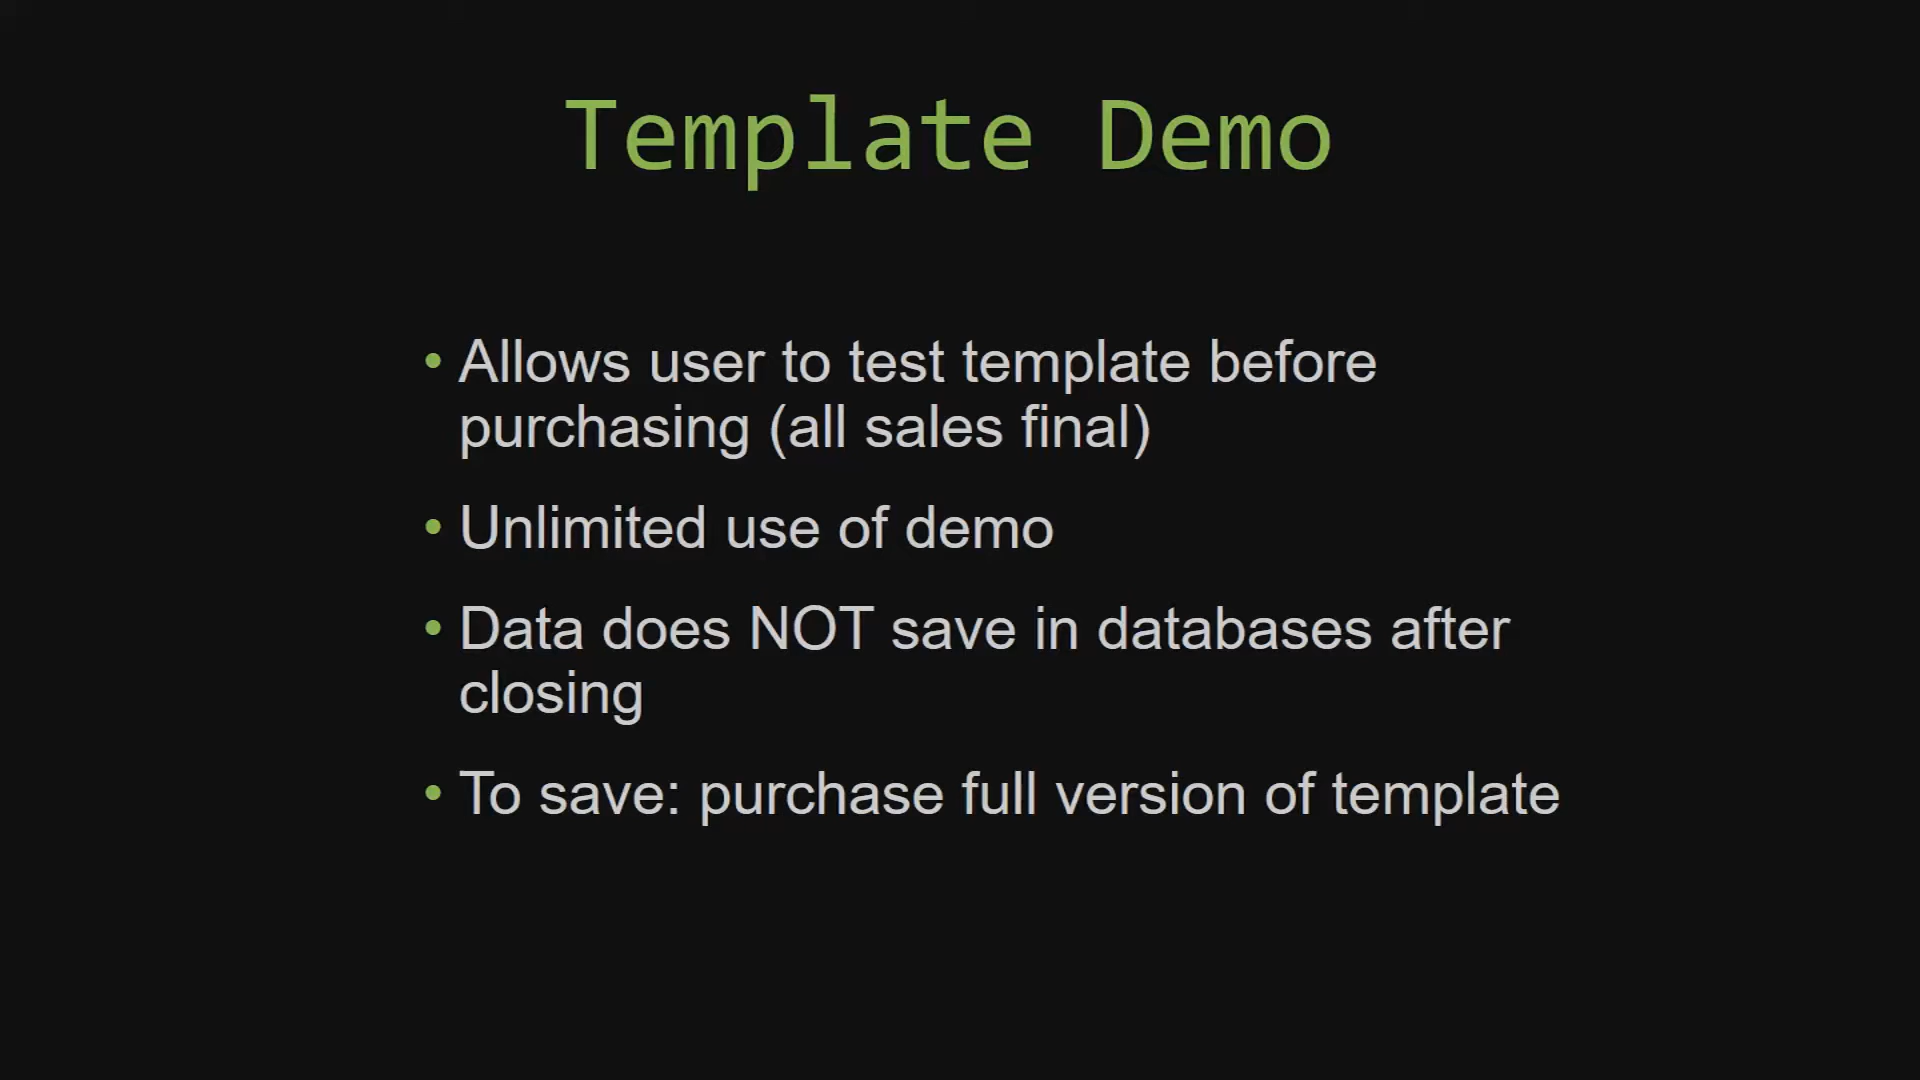 Template Demo
• Allows user to test template before
purchasing (all sales final)
• Unlimited use of demo
• Data does NOT save in databases after
closing
• To save: purchase full version of template